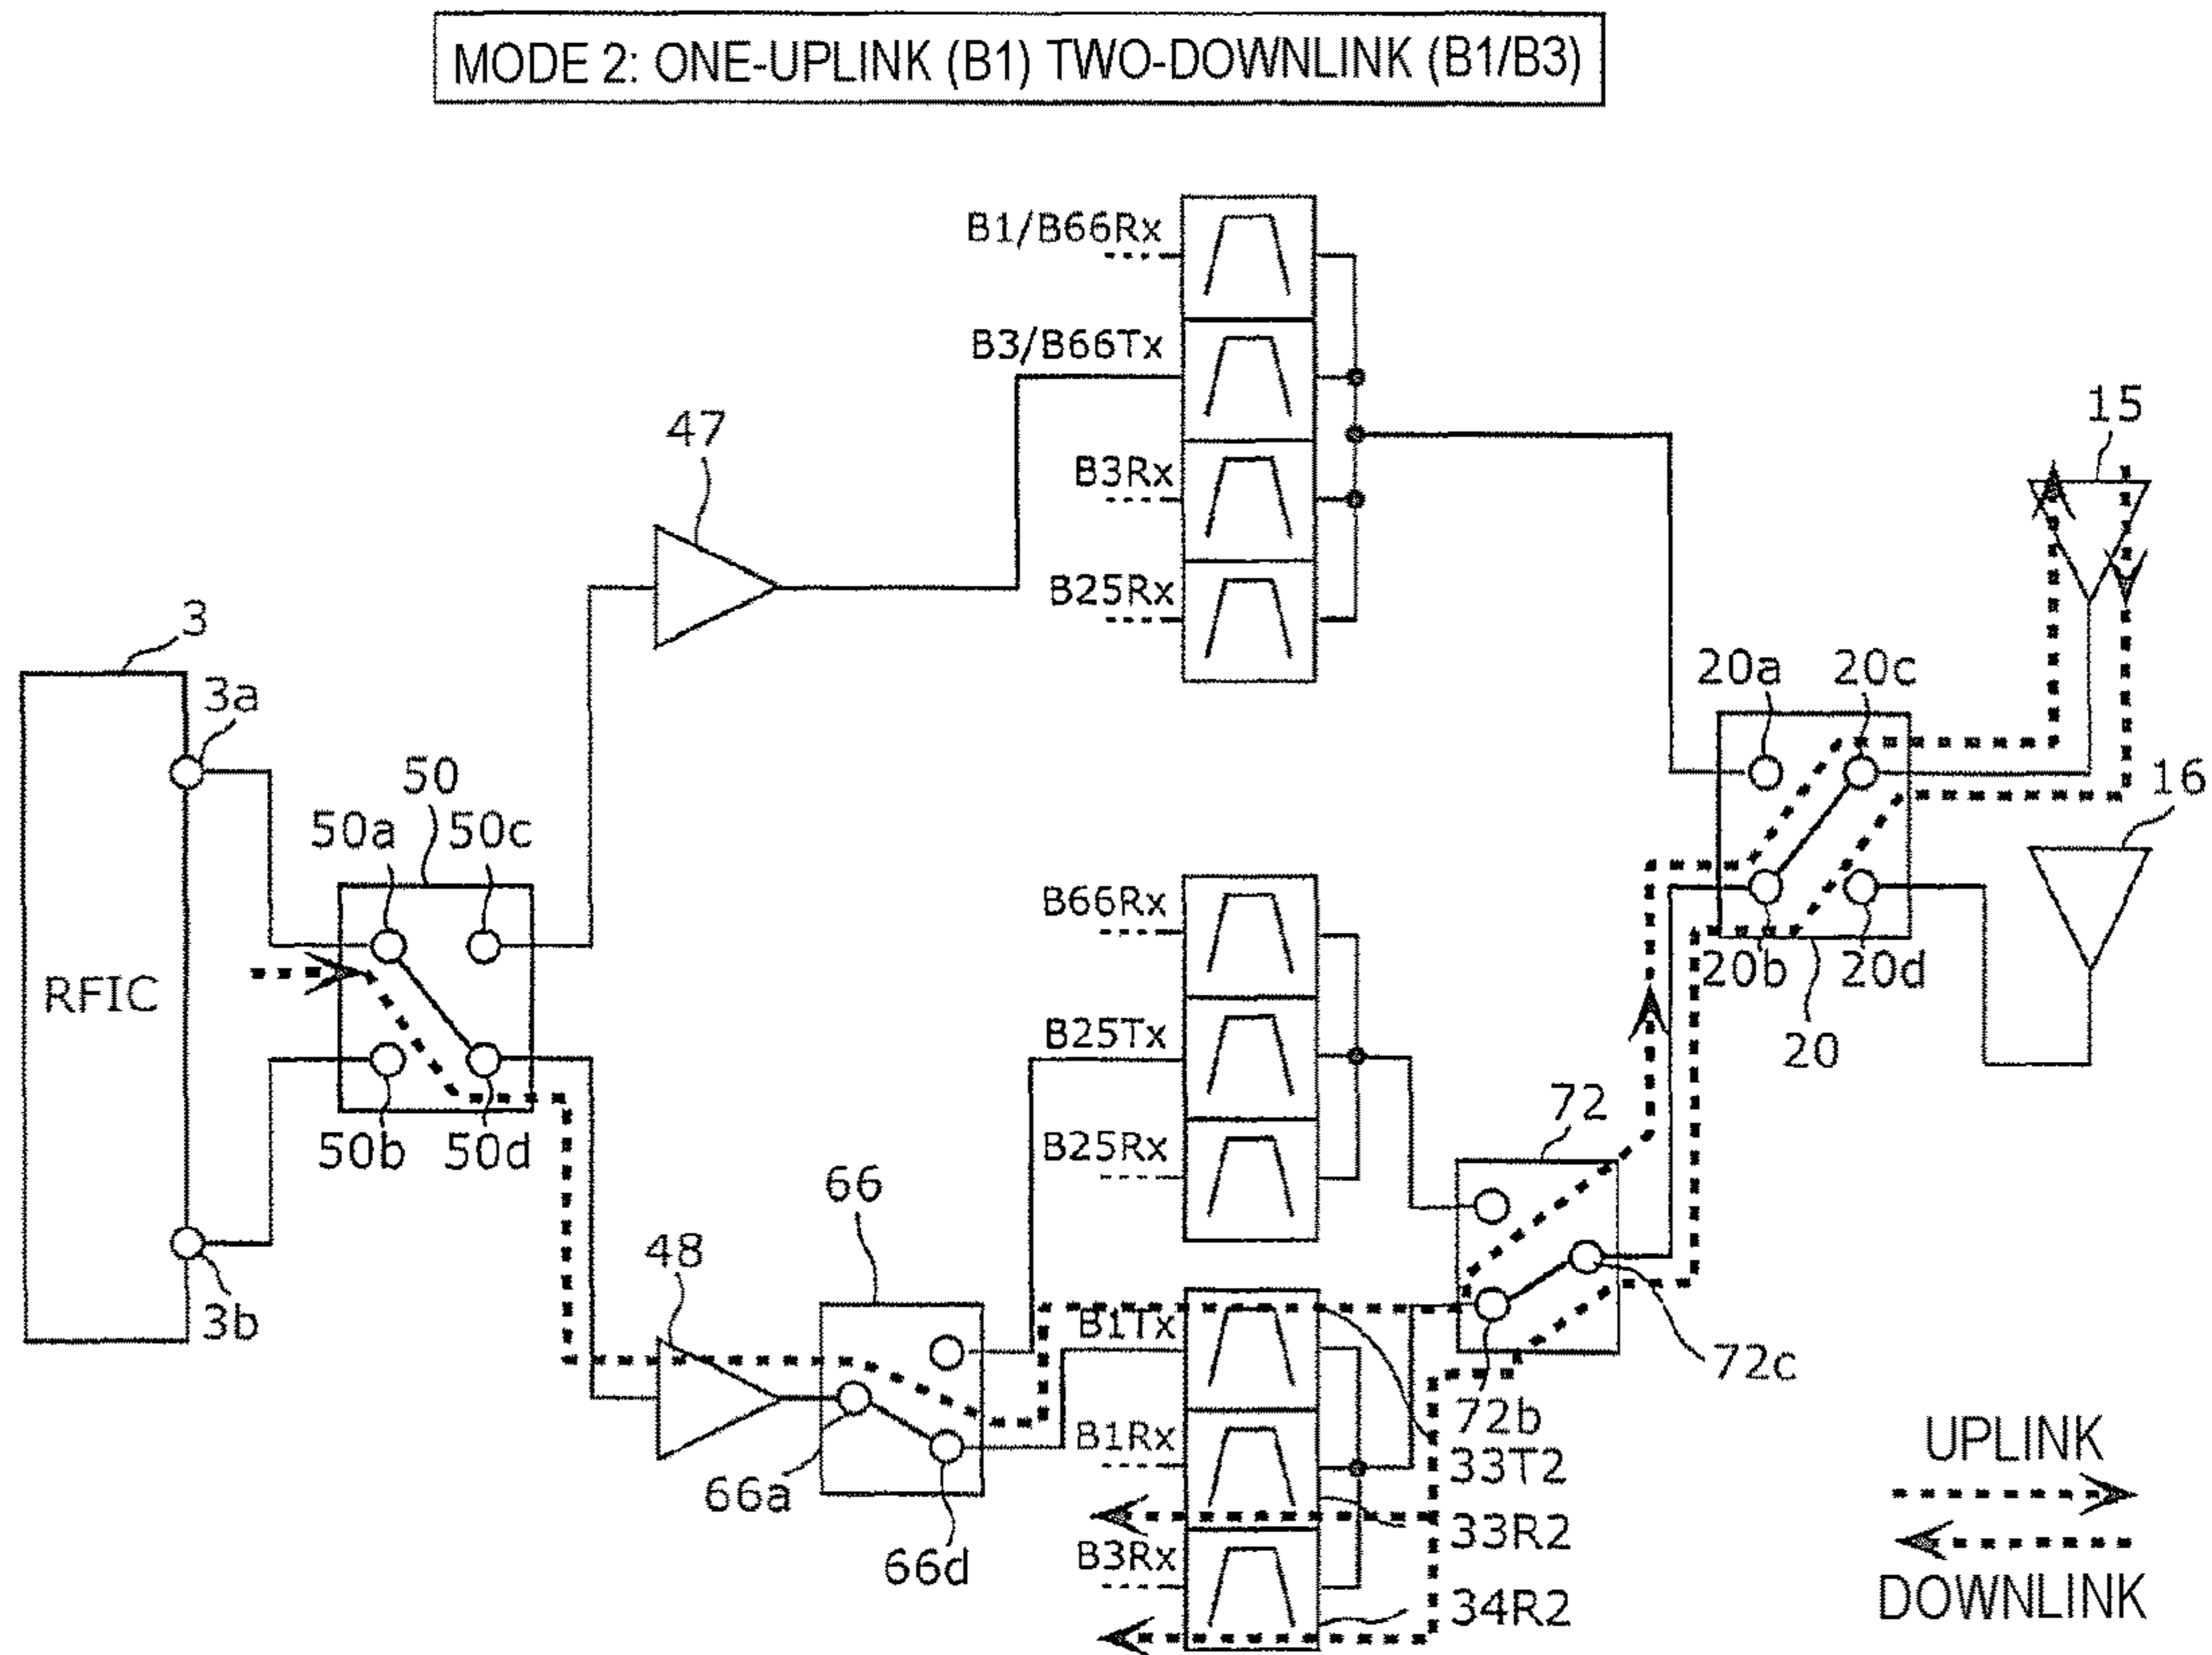 MODE 2: ONE-UPLINK (B1) TWO-DOWNLINK (B1/B3)
B1/B66Rx
B3/B66Tx
B3Rx
B25Rx
47
15
3
3a
RFIC
3b
50
50a
50c
50b
50d
20a
20c
16
20b
20d
20
B66Rx
B25Tx
B25Rx
72
66
48
66a
66d
B1Tx
B1Rx
B3Rx
72b
72c
33T2
33R2
34R2
UPLINK
DOWNLINK